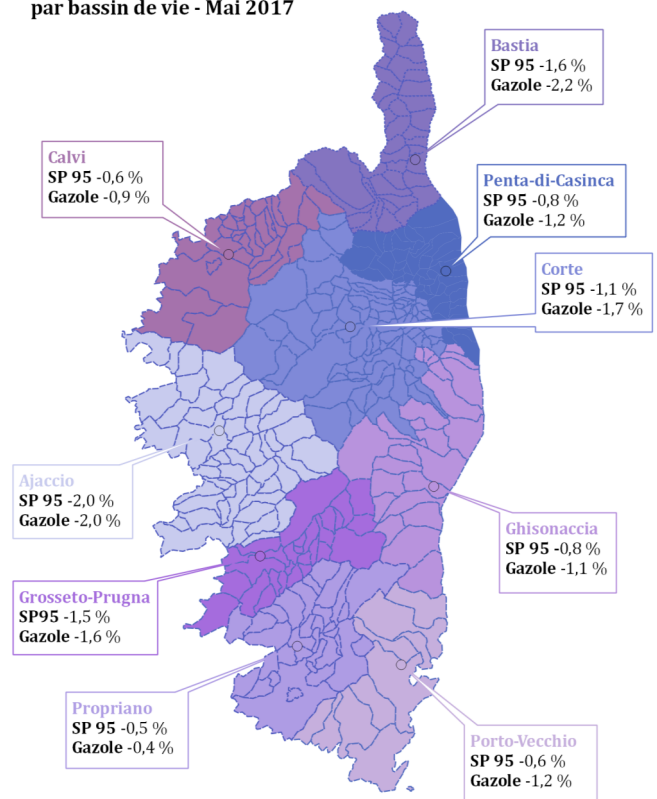 par bassin de vie - Mai 2017
Bastia
SP 95 -1,6 %
Gazole -2,2 %
Calvi
SP 95 -0,6 %
Gazole -0,9 %
Penta-di-Casinca
SP 95 -0,8 %
Gazole -1,2 %
Corte
SP 95 -1,1 %
Gazole -1,7 %
Ajaccio
SP 95 -2,0 %
Gazole -2,0 %
Ghisonaccia
SP 95 -0,8 %
Gazole -1,1 %
Grosseto-Prugna
SP95 -1,5 %
Gazole -1,6 %
Propriano
SP 95 -0,5 %
Gazole -0,4 %
Porto-Vecchio
SP 95 -0,6 %
Gazole -1,2 %